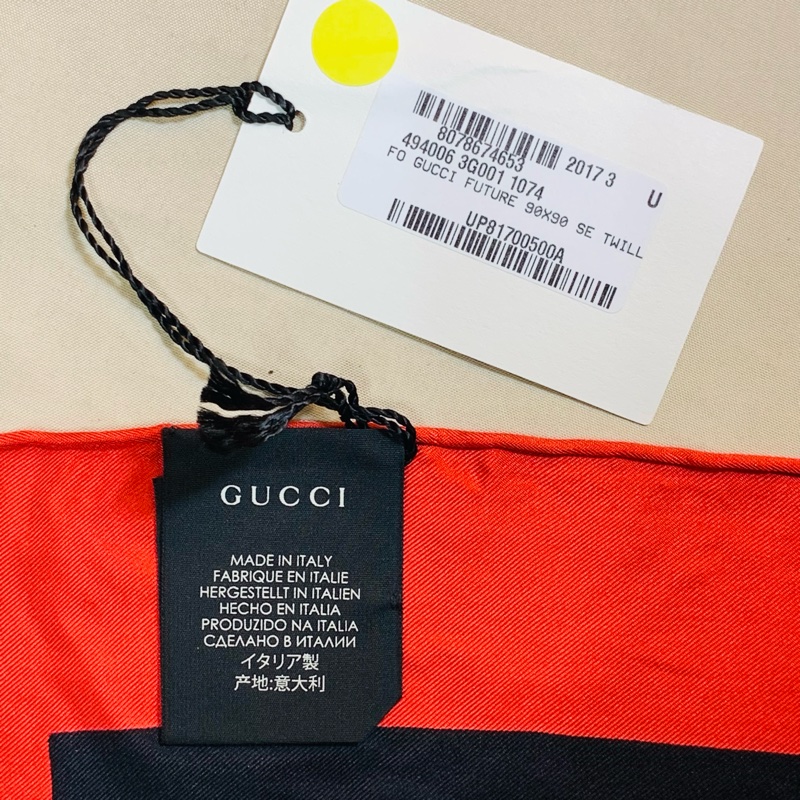 8078674653
2017 3
U
494006 3G001 1074
FO GUCCI FUTURE 90X90 SE TWILL
UP81700500A
GUCCI
MADE IN ITALY
FABRIQUE EN ITALIE
HERGESTELLT IN ITALIEN
HECHO EN ITALIA
PRODUZIDO NA ITALIA
СДЕЛАНО В ИТАЛИИ
イタリア製
产地:意大利